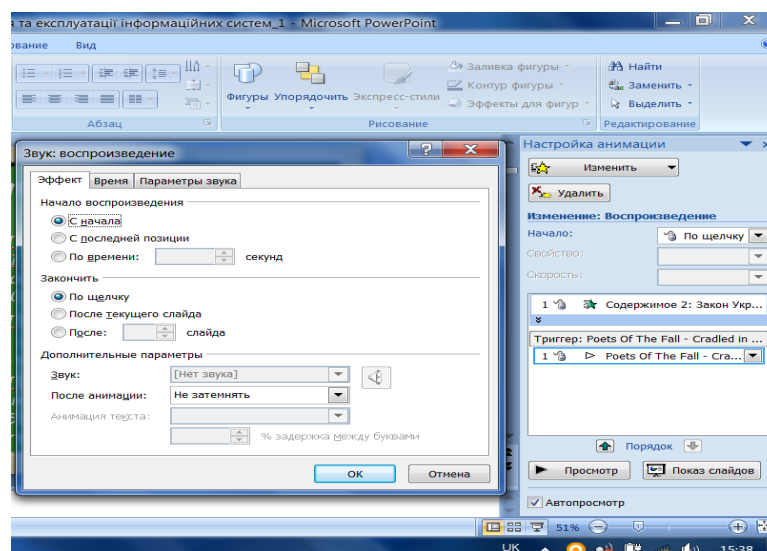 а та експлуатації інформаційних систем_1 - Microsoft PowerPoint
ование Вид
Фигуры Упорядочить Экспресс-стили
Заливка фигуры
Контур фигуры
Эффекты для фигур
Найти
Заменить
Выделить
Абзац Рисование Редактирование
Звук: воспроизведение
Эффект Время Параметры звука
Начало воспроизведения
С начала
С последней позиции
По времени: секунд
Закончить
По щелчку
После текущего слайда
После: слайда
Дополнительные параметры
Звук: [Нет звука]
После анимации: Не затемнять
Анимация текста:
% задержка между буквами
ОК Отмена
Настройка анимации
Изменить
Удалить
Изменение: Воспроизведение
Начало: По щелчку
Свойство:
Скорость:
1 Содержимое 2: Закон Укр...
Триггер: Poets Of The Fall - Cradled in ...
1 Poets Of The Fall - Cra...
Порядок
Просмотр Показ слайдов
Автопросмотр
51%
UK 15:38